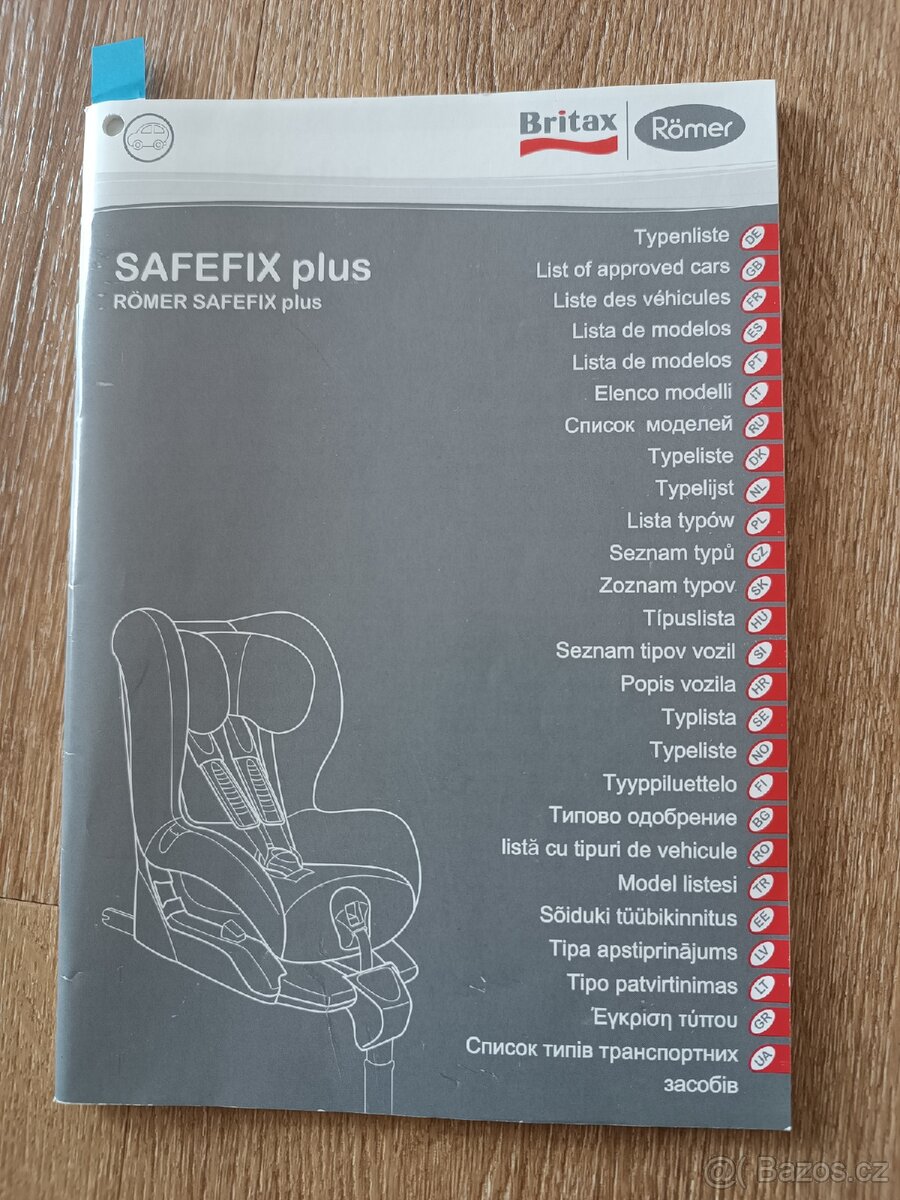 Britax Römer
SAFEFIX plus
RÖMER SAFEFIX plus
Typenliste DE
List of approved cars GB
Liste des véhicules FR
Lista de modelos ES
Lista de modelos PT
Elenco modelli IT
Список моделей RU
Typeliste DK
Typelijst NL
Lista typów PL
Seznam typů CZ
Zoznam typov SK
Típuslista HU
Seznam tipov vozil SI
Popis vozila HR
Typlista SE
Typeliste NO
Tyyppiluettelo FI
Типово одобрение BG
listă cu tipuri de vehicule RO
Model listesi TR
Sõiduki tüübikinnitus EE
Tipa apstiprinājums LV
Tipo patvirtinimas LT
Έγκριση τύπου GR
Список типів транспортних UA
засобів
@( Bazos.cz